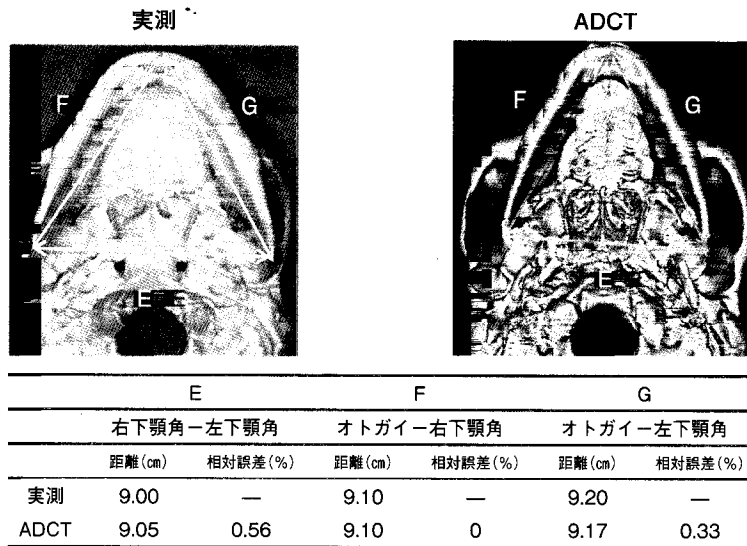 実測
ADCT
F G
F G
E
E
E F G
右下顎角－左下顎角 オトガイ－右下顎角 オトガイ－左下顎角
距離(cm) 相対誤差(%) 距離(cm) 相対誤差(%) 距離(cm) 相対誤差(%)
実測 9.00 — 9.10 — 9.20 —
ADCT 9.05 0.56 9.10 0 9.17 0.33